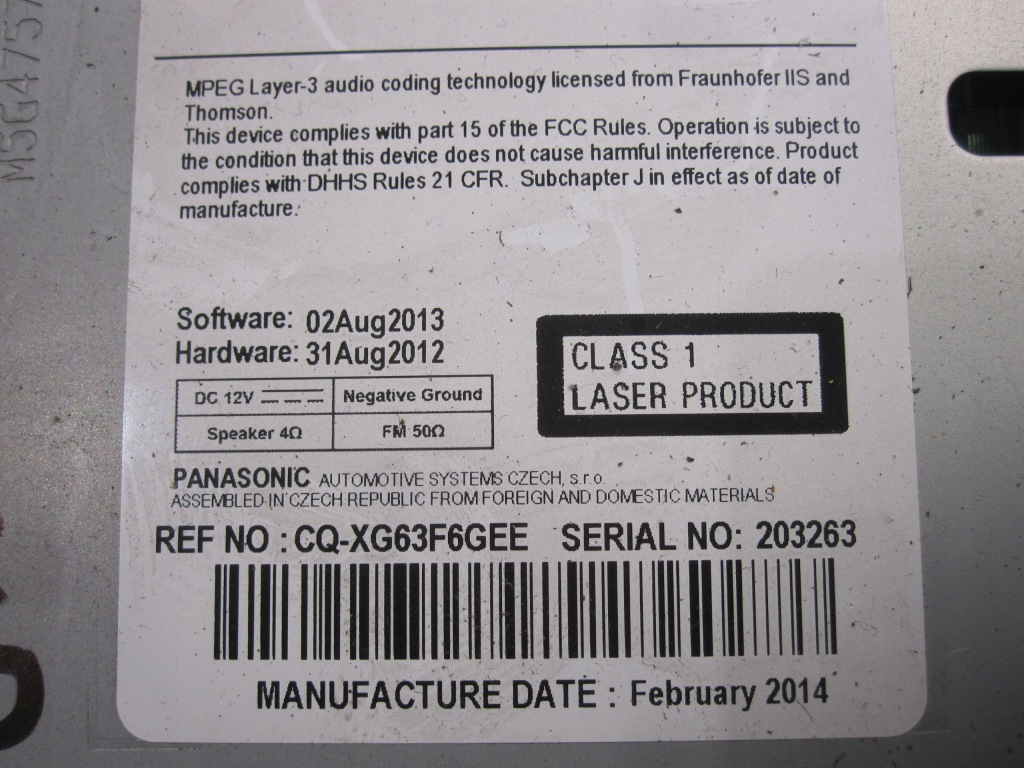 MPEG Layer-3 audio coding technology licensed from Fraunhofer IIS and
Thomson.
This device complies with part 15 of the FCC Rules. Operation is subject to
the condition that this device does not cause harmful interference. Product
complies with DHHS Rules 21 CFR. Subchapter J in effect as of date of
manufacture.
Software: 02Aug2013
Hardware: 31Aug2012
DC 12V Negative Ground
Speaker 4Ω FM 50Ω
CLASS 1
LASER PRODUCT
PANASONIC AUTOMOTIVE SYSTEMS CZECH, s.r.o.
ASSEMBLED IN CZECH REPUBLIC FROM FOREIGN AND DOMESTIC MATERIALS
REF NO : CQ-XG63F6GEE SERIAL NO: 203263
MANUFACTURE DATE : February 2014